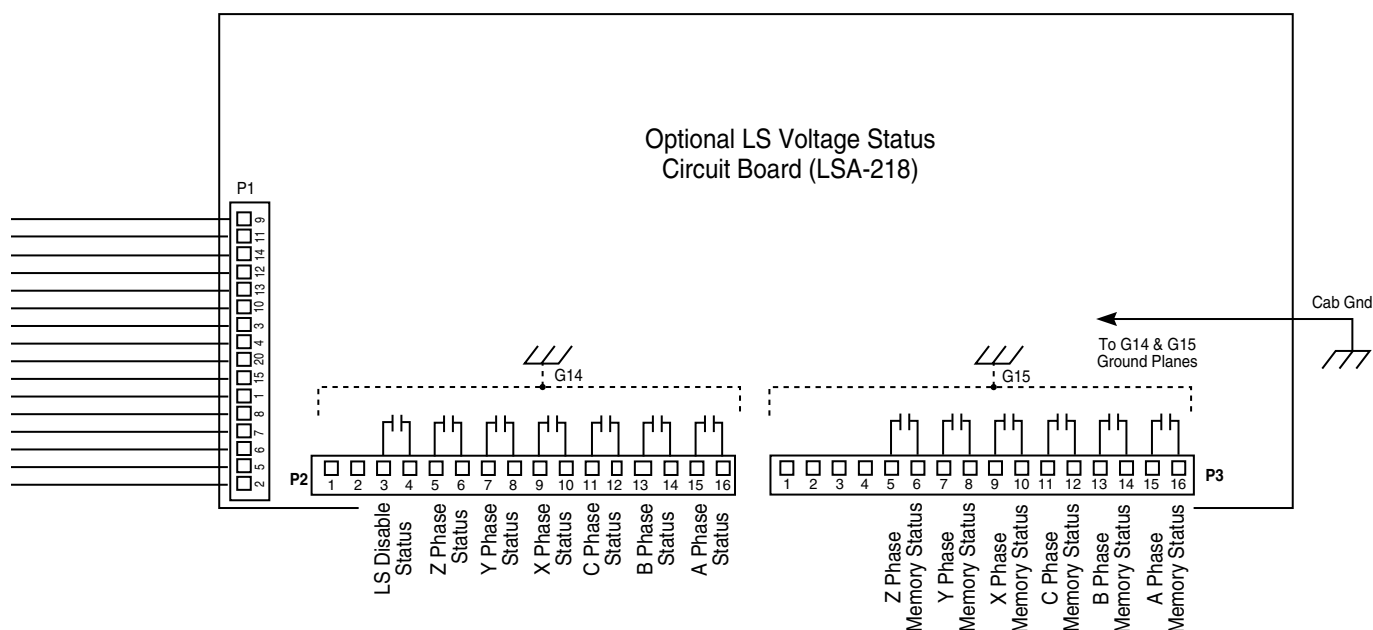 Optional LS Voltage Status
Circuit Board (LSA-218)
P1
9
11
14
12
13
10
3
4
20
15
1
8
7
6
5
2
Cab Gnd
To G14 & G15
Ground Planes
G14
G15
P2
1 2 3 4 5 6 7 8 9 10 11 12 13 14 15 16
1 2 3 4 5 6 7 8 9 10 11 12 13 14 15 16
P3
LS Disable
Status
Z Phase
Status
Y Phase
Status
X Phase
Status
C Phase
Status
B Phase
Status
A Phase
Status
Z Phase
Memory Status
Y Phase
Memory Status
X Phase
Memory Status
C Phase
Memory Status
B Phase
Memory Status
A Phase
Memory Status